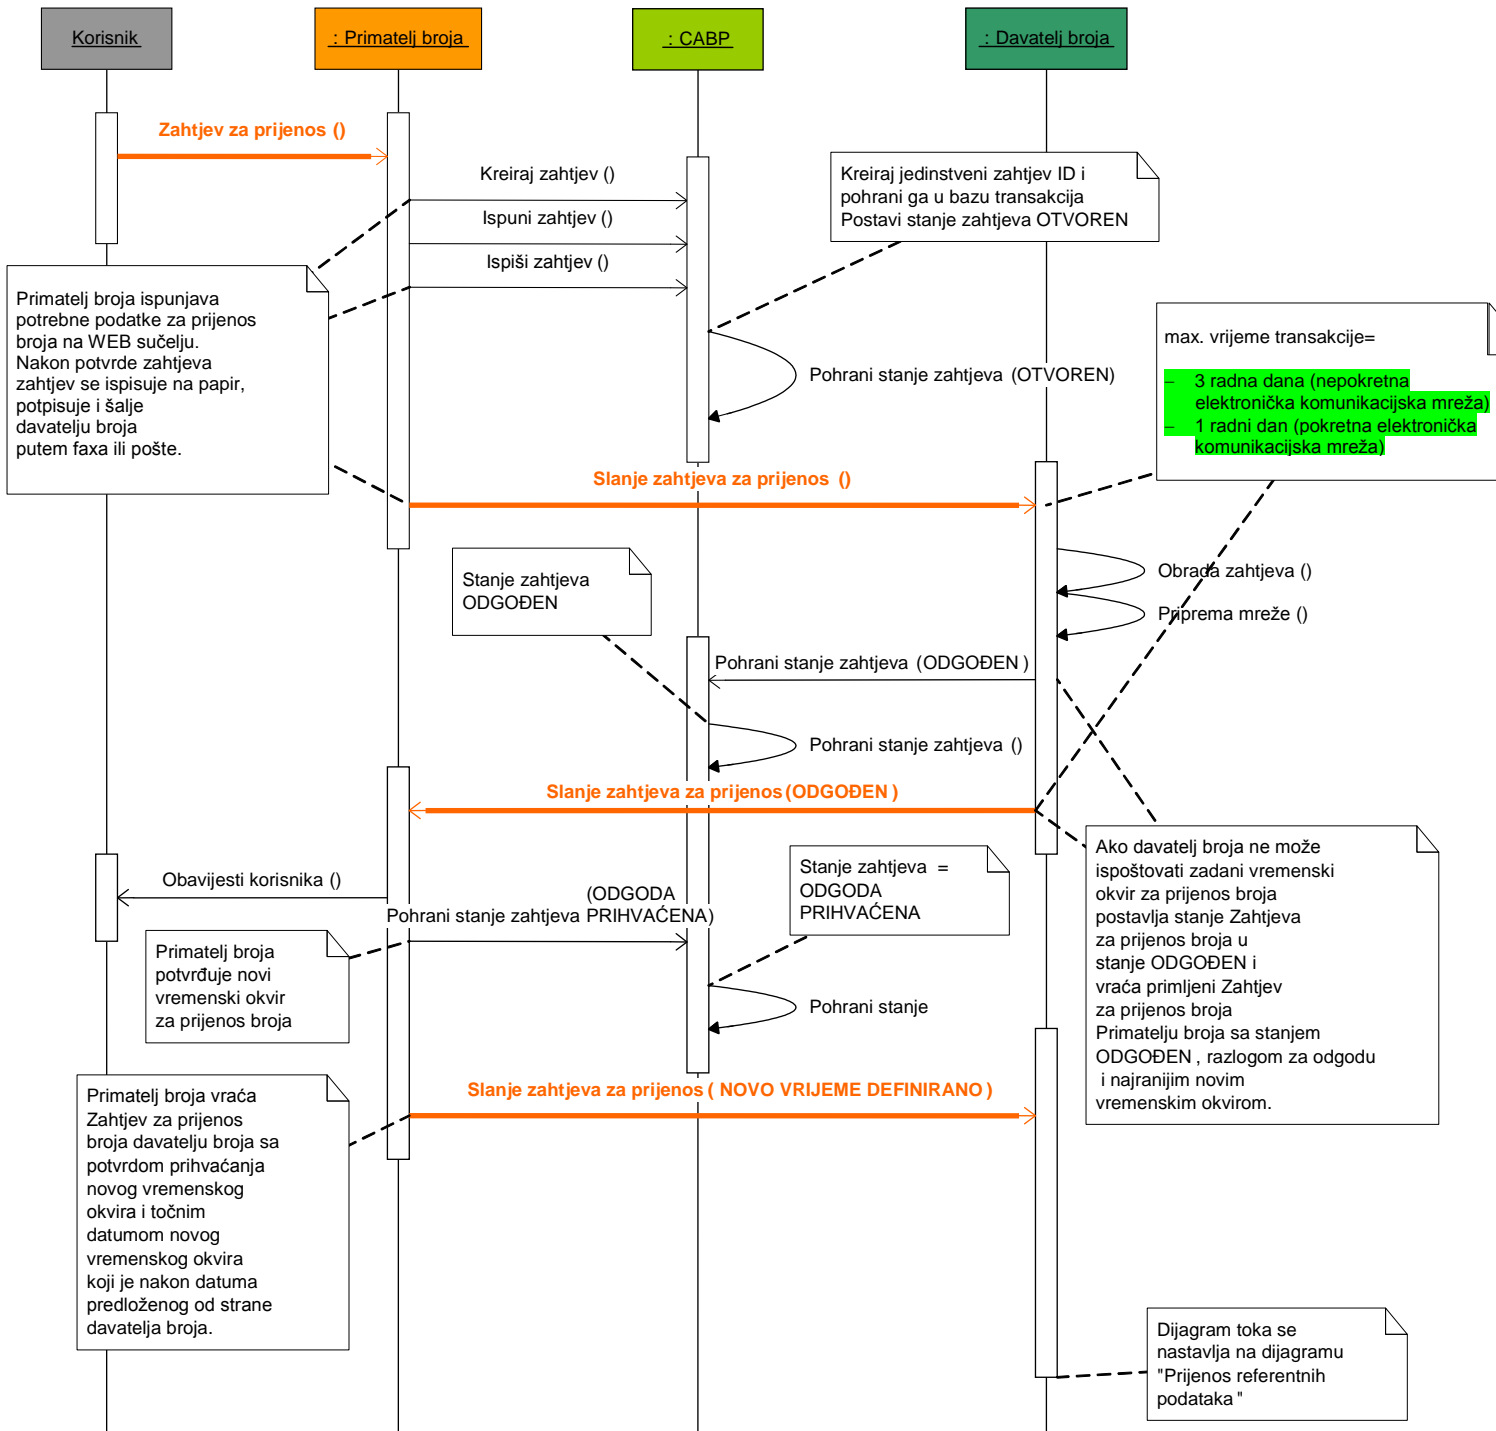 Korisnik
: Primatelj broja
: CABP
: Davatelj broja
Zahtjev za prijenos ()
Kreiraj zahtjev ()
Ispuni zahtjev ()
Ispiši zahtjev ()
Kreiraj jedinstveni zahtjev ID i
pohrani ga u bazu transakcija
Postavi stanje zahtjeva OTVOREN
Primatelj broja ispunjava
potrebne podatke za prijenos
broja na WEB sučelju.
Nakon potvrde zahtjeva
zahtjev se ispisuje na papir,
potpisuje i šalje
davatelju broja
putem faxa ili pošte.
max. vrijeme transakcije=
– 3 radna dana (nepokretna
elektronička komunikacijska mreža)
– 1 radni dan (pokretna elektronička
komunikacijska mreža)
Pohrani stanje zahtjeva (OTVOREN)
Slanje zahtjeva za prijenos ()
Stanje zahtjeva
ODGOĐEN
Obrada zahtjeva ()
Priprema mreže ()
Pohrani stanje zahtjeva (ODGOĐEN )
Pohrani stanje zahtjeva ()
Slanje zahtjeva za prijenos (ODGOĐEN )
Obavijesti korisnika ()
(ODGODA
Pohrani stanje zahtjeva PRIHVAĆENA)
Stanje zahtjeva =
ODGODA
PRIHVAĆENA
Ako davatelj broja ne može
ispoštovati zadani vremenski
okvir za prijenos broja
postavlja stanje Zahtjeva
za prijenos broja u
stanje ODGOĐEN i
vraća primljeni Zahtjev
za prijenos broja
Primatelju broja sa stanjem
ODGOĐEN , razlogom za odgodu
i najranijim novim
vremenskim okvirom.
Primatelj broja
potvrđuje novi
vremenski okvir
za prijenos broja
Pohrani stanje
Slanje zahtjeva za prijenos ( NOVO VRIJEME DEFINIRANO )
Primatelj broja vraća
Zahtjev za prijenos
broja davatelju broja sa
potvrdom prihvaćanja
novog vremenskog
okvira i točnim
datumom novog
vremenskog okvira
koji je nakon datuma
predloženog od strane
davatelja broja.
Dijagram toka se
nastavlja na dijagramu
"Prijenos referentnih
podataka "